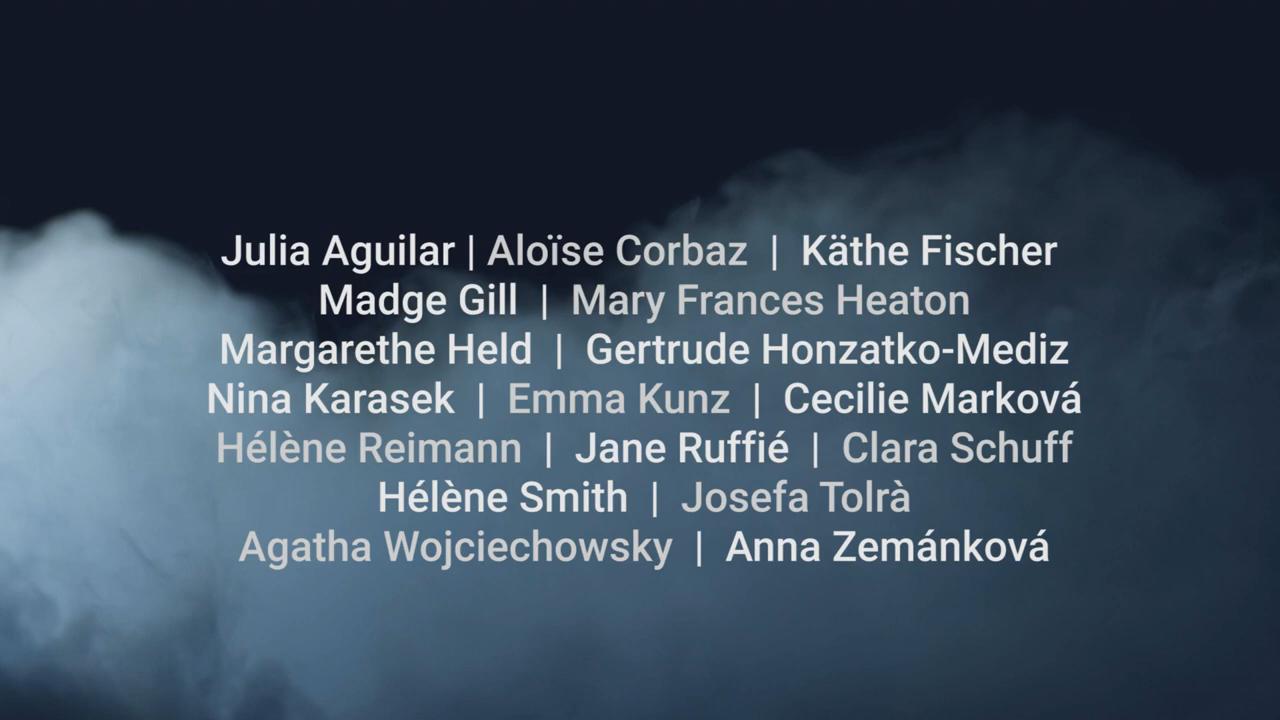 Julia Aguilar | Aloïse Corbaz | Käthe Fischer
Madge Gill | Mary Frances Heaton
Margarethe Held | Gertrude Honzatko-Mediz
Nina Karasek | Emma Kunz | Cecilie Marková
Hélène Reimann | Jane Ruffié | Clara Schuff
Hélène Smith | Josefa Tolrà
Agatha Wojciechowsky | Anna Zemánková